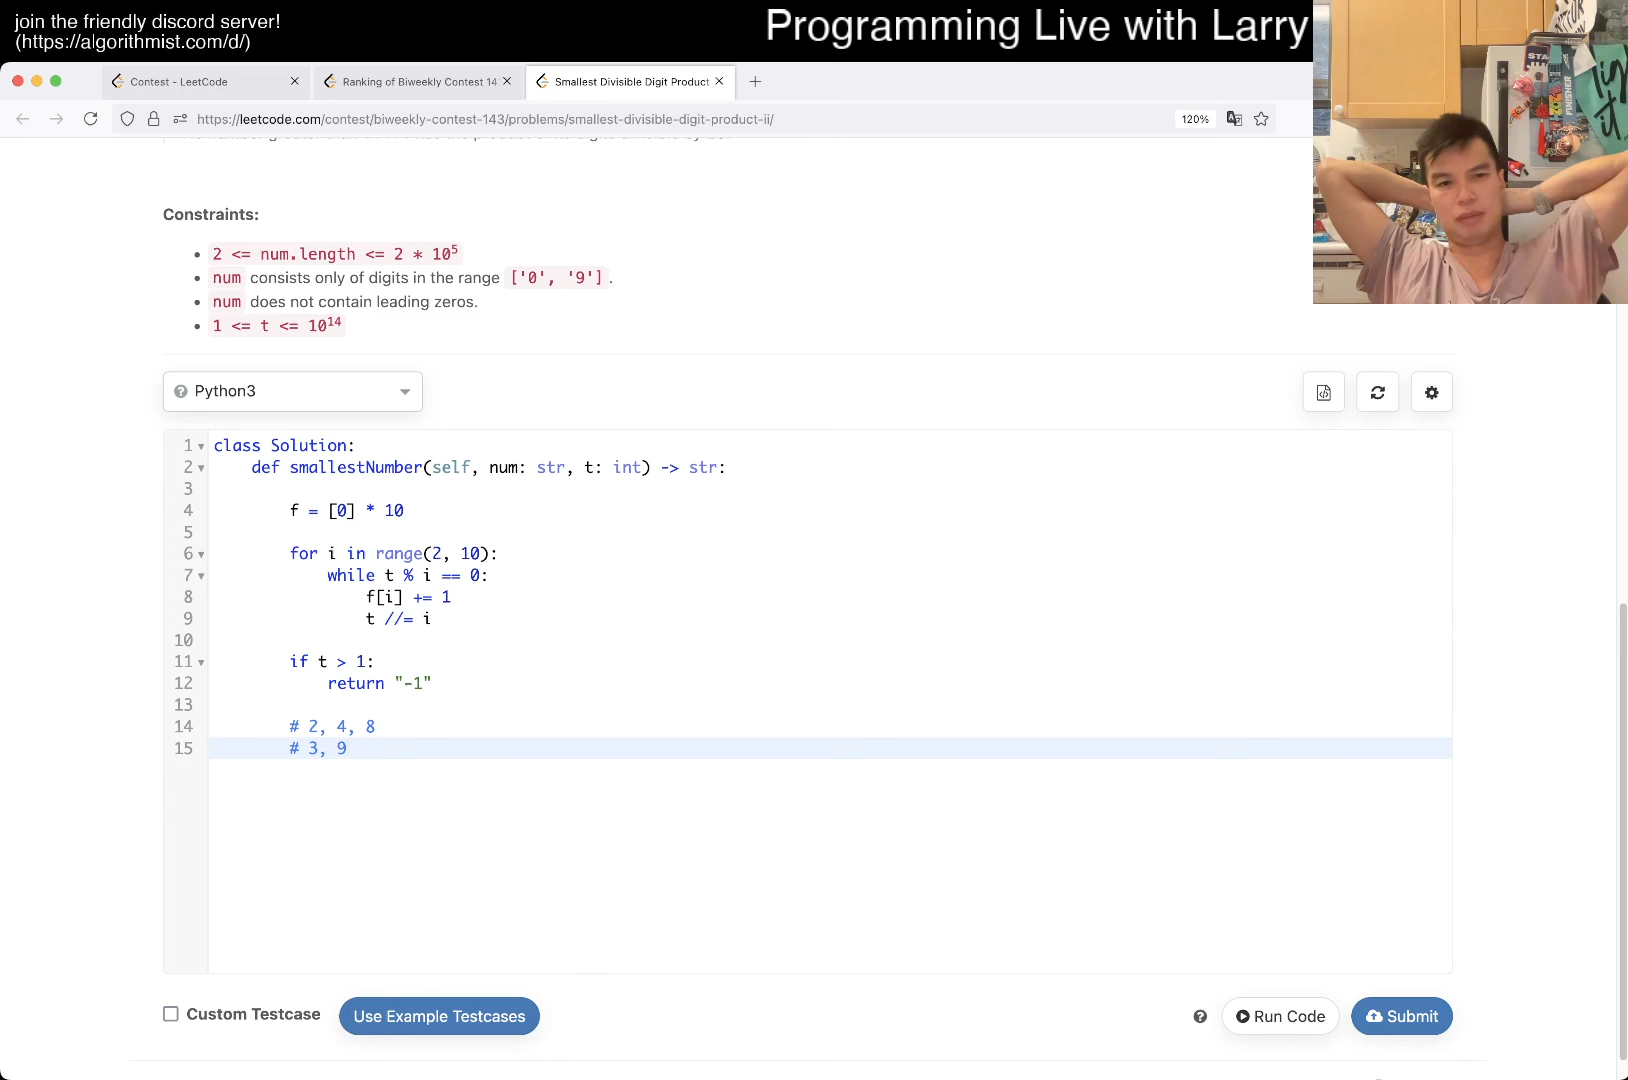 join the friendly discord server!
(https://algorithmist.com/d/)
Programming Live with Larry
Contest - LeetCode
Ranking of Biweekly Contest 14
Smallest Divisible Digit Product
https://leetcode.com/contest/biweekly-contest-143/problems/smallest-divisible-digit-product-ii/
120%
Constraints:
2 <= num.length <= 2 * 10⁵
num consists only of digits in the range ['0', '9'].
num does not contain leading zeros.
1 <= t <= 10¹⁴
Python3
1 class Solution:
2 def smallestNumber(self, num: str, t: int) -> str:
3
4 f = [0] * 10
5
6 for i in range(2, 10):
7 while t % i == 0:
8 f[i] += 1
9 t //= i
10
11 if t > 1:
12 return "-1"
13
14 # 2, 4, 8
15 # 3, 9
Custom Testcase
Use Example Testcases
Run Code
Submit